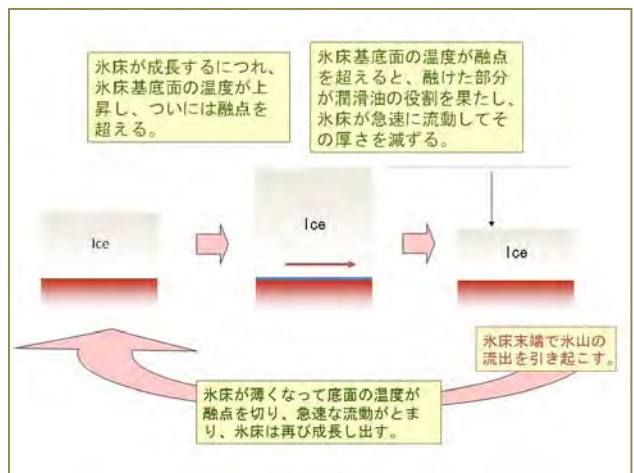 氷床が成長するにつれ、
氷床基底面の温度が上
昇し、ついには融点を
超える。
氷床基底面の温度が融点
を超えると、融けた部分
が潤滑油の役割を果たし、
氷床が急速に流動してそ
の厚さを減ずる。
Ice
Ice
Ice
氷床末端で氷山の
流出を引き起こす。
氷床が薄くなって底面の温度が
融点を切り、急速な流動がとま
り、氷床は再び成長し出す。